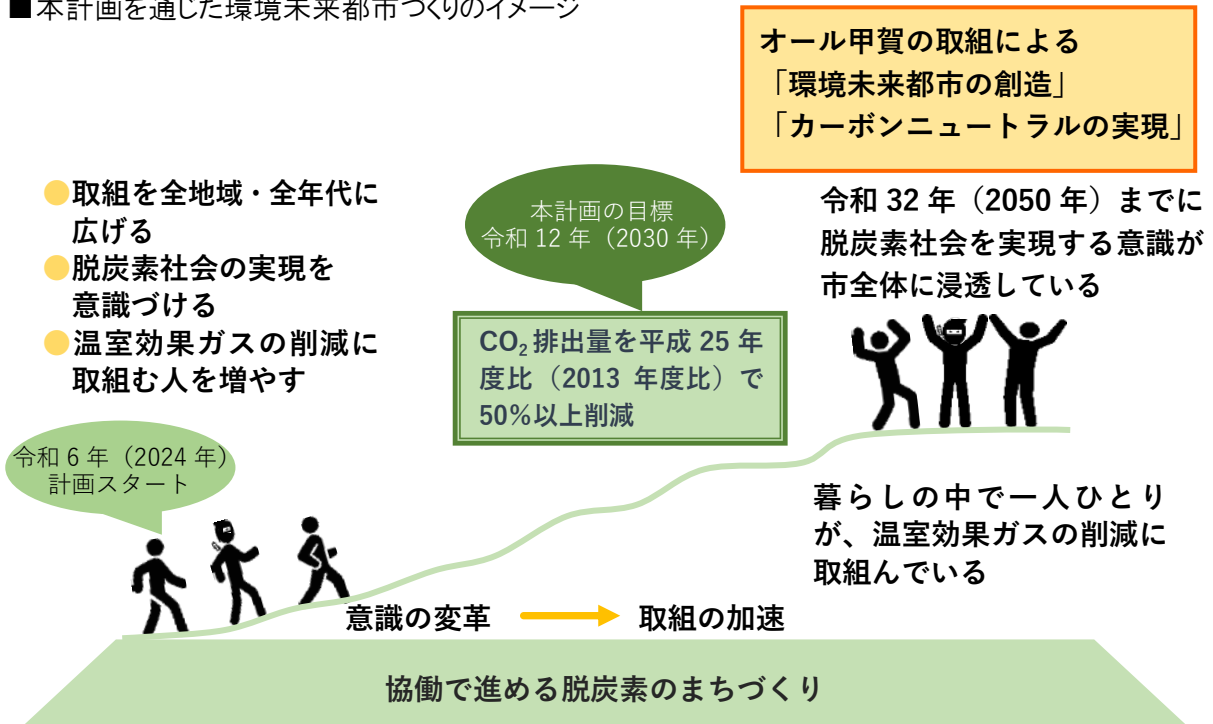 ■本計画を通じた環境未来都市づくりのイメージ
オール甲賀の取組による
「環境未来都市の創造」
「カーボンニュートラルの実現」
●取組を全地域・全年代に
広げる
●脱炭素社会の実現を
意識づける
●温室効果ガスの削減に
取組む人を増やす
本計画の目標
令和 12 年（2030 年）
CO₂排出量を平成 25 年
度比（2013 年度比）で
50％以上削減
令和 32 年（2050 年）までに
脱炭素社会を実現する意識が
市全体に浸透している
令和 6 年（2024 年）
計画スタート
暮らしの中で一人ひとり
が、温室効果ガスの削減に
取組んでいる
意識の変革 → 取組の加速
協働で進める脱炭素のまちづくり